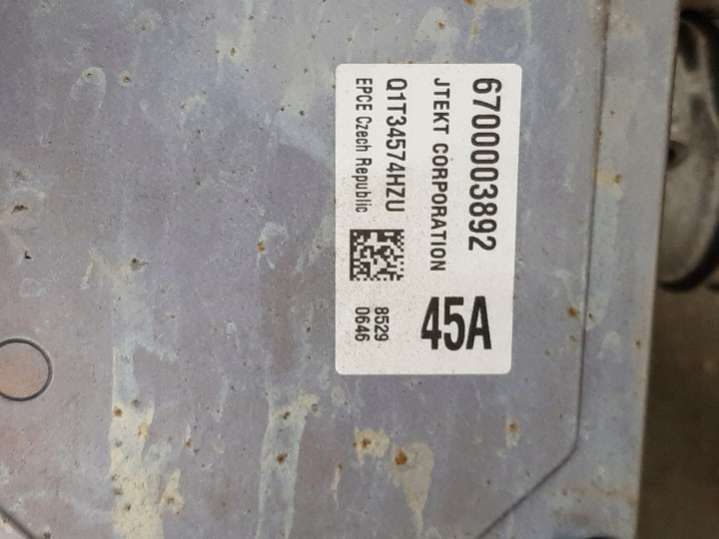 6700003892
JTEKT CORPORATION
45A
Q1T34574HZU
EPCE Czech Republic
8529
0646